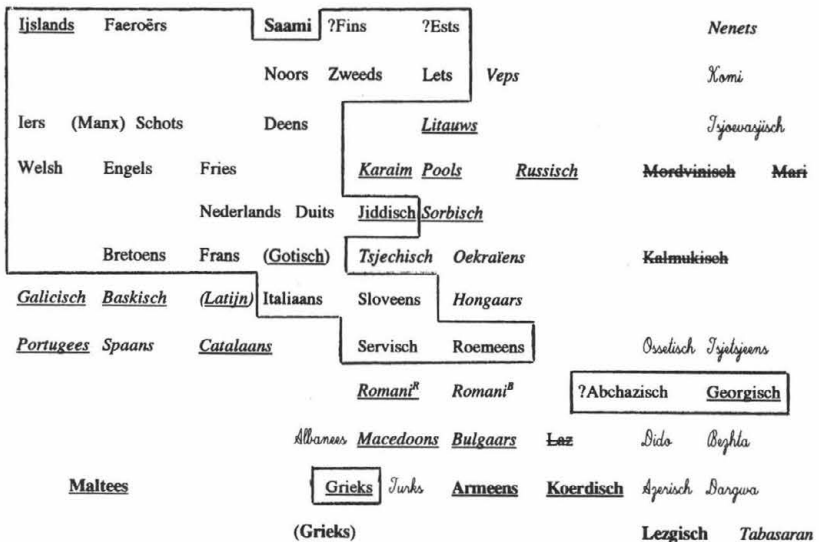 Ijslands Faeroërs Saami ?Fins ?Ests Nenets
Noors Zweeds Lets Veps Komi
Iers (Manx) Schots Deens Litauws Tsjoewasjisch
Welsh Engels Fries Karaim Pools Russisch Mordvinisch Mari
Nederlands Duits Jiddisch Sorbisch
Bretoens Frans (Gotisch) Tsjechisch Oekraïens Kalmukisch
Galicisch Baskisch (Latijn) Italiaans Sloveens Hongaars
Portugees Spaans Catalaans Servisch Roemeens Ossetisch Tsjetsjeens
Romaniᴿ Romaniᴮ ?Abchazisch Georgisch
Albanees Macedoons Bulgaars Laz Dido Bezhta
Maltees Grieks Turks Armeens Koerdisch Azerisch Dargwa
(Grieks) Lezgisch Tabasaran